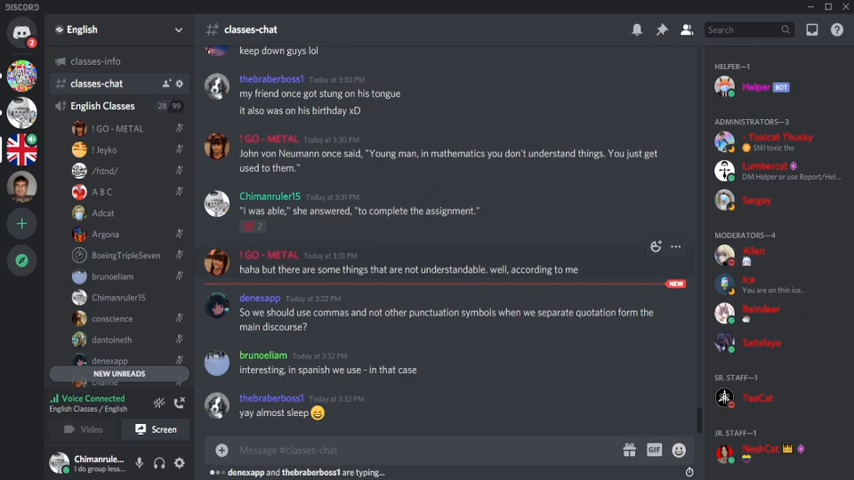 DISCORD
2
English
classes-info
classes-chat
English Classes
28 99
! GO - METAL
! Jeyko
/hɪnd/
A B C
Adcat
Argona
BoeingTripleSeven
brunoeliam
Chimanruler15
conscience
dantoineth
denexapp
NEW UNREADS
Voice Connected
English Classes / English
Video
Screen
Chimanrule...
I do group less...
classes-chat
Search
keep down guys lol
thebraberboss1 Today at 3:30 PM
my friend once got stung on his tongue
it also was on his birthday xD
! GO - METAL Today at 3:30 PM
John von Neumann once said, "Young man, in mathematics you don't understand things. You just get
used to them."
Chimanruler15 Today at 3:31 PM
"I was able," she answered, "to complete the assignment."
2
! GO - METAL Today at 3:31 PM
haha but there are some things that are not understandable. well, according to me
NEW
denexapp Today at 3:32 PM
So we should use commas and not other punctuation symbols when we separate quotation form the
main discourse?
brunoeliam Today at 3:32 PM
interesting, in spanish we use - in that case
thebraberboss1 Today at 3:32 PM
yay almost sleep
Message #classes-chat
GIF
denexapp and thebraberboss1 are typing...
HELPER—1
Helper BOT
ADMINISTRATORS—3
~ Toxicat Thusky
Still toxic tho
Lumbercat
DM Helper or use Report/Hel...
Sergey
MODERATORS—4
Allen
Ice
You are on thin ice..
Reindeer
Satisfaya
SR. STAFF—1
TeaCat
JR. STAFF—1
NeshCat